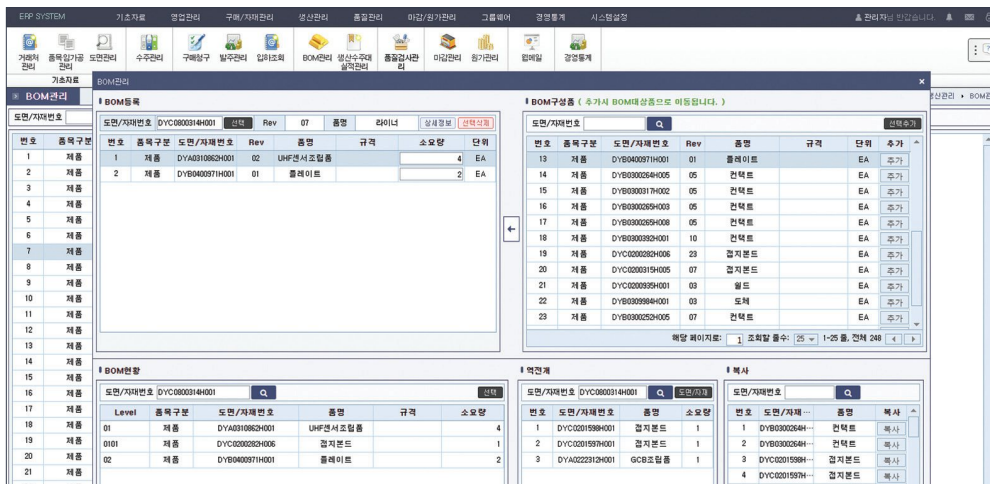 ERP SYSTEM 기초자료 영업관리 구매/자재관리 생산관리 품질관리 마감/원가관리 그룹웨어 경영통계 시스템설정 관리자님 반갑습니다.
거래처관리 품목임가공관리 도면관리 수주관리 구매청구 발주관리 입하조회 BOM관리 생산수주대실적관리 품질검사관리 마감관리 원가관리 웹메일 경영통계
기초자료
BOM관리
도면/자재번호
번호 품목구분
1 제품
2 제품
3 제품
4 제품
5 제품
6 제품
7 제품
8 제품
9 제품
10 제품
11 제품
12 제품
13 제품
14 제품
15 제품
16 제품
17 제품
18 제품
19 제품
20 제품
21 제품
BOM관리 ×
BOM등록
도면/자재번호 DYC0800314H001 선택 Rev 07 품명 라이너 상세정보 선택삭제
번호 품목구분 도면/자재번호 Rev 품명 규격 소요량 단위
1 제품 DYA0310862H001 02 UHF센서조립품 4 EA
2 제품 DYB0400971H001 01 플레이트 2 EA
BOM구성품 ( 추가시 BOM대상품으로 이동됩니다. )
도면/자재번호 선택추가
번호 품목구분 도면/자재번호 Rev 품명 규격 단위 추가
13 제품 DYB0400971H001 01 플레이트 EA 추가
14 제품 DYB0300264H005 05 컨택트 EA 추가
15 제품 DYB0300317H002 05 컨택트 EA 추가
16 제품 DYB0300265H003 05 컨택트 EA 추가
17 제품 DYB0300265H008 05 컨택트 EA 추가
18 제품 DYB0300392H001 10 컨택트 EA 추가
19 제품 DYC0200282H006 23 접지본드 EA 추가
20 제품 DYC0200315H005 07 접지본드 EA 추가
21 제품 DYC0200935H001 03 쉴드 EA 추가
22 제품 DYB0309984H001 03 도체 EA 추가
23 제품 DYB0300252H005 07 컨택트 EA 추가
해당 페이지로: 1 조회할 줄수: 25 1-25 줄, 전체 248
BOM현황
도면/자재번호 DYC0800314H001 선택
Level 품목구분 도면/자재번호 품명 규격 소요량
01 제품 DYA0310862H001 UHF센서조립품 4
0101 제품 DYC0200282H006 접지본드 1
02 제품 DYB0400971H001 플레이트 2
역전개
도면/자재번호 DYC0800314H001 도면/자재
번호 도면/자재번호 품명 소요량
1 DYC0201598H001 접지본드 1
2 DYC0201597H001 접지본드 1
3 DYA0222312H001 GCB조립품 1
복사
도면/자재번호
번호 도면/자재··· 품명 복사
1 DYB0300264H··· 컨택트 복사
2 DYB0300264H··· 컨택트 복사
3 DYC0201598H··· 접지본드 복사
4 DYC0201597H··· 접지본드 복사